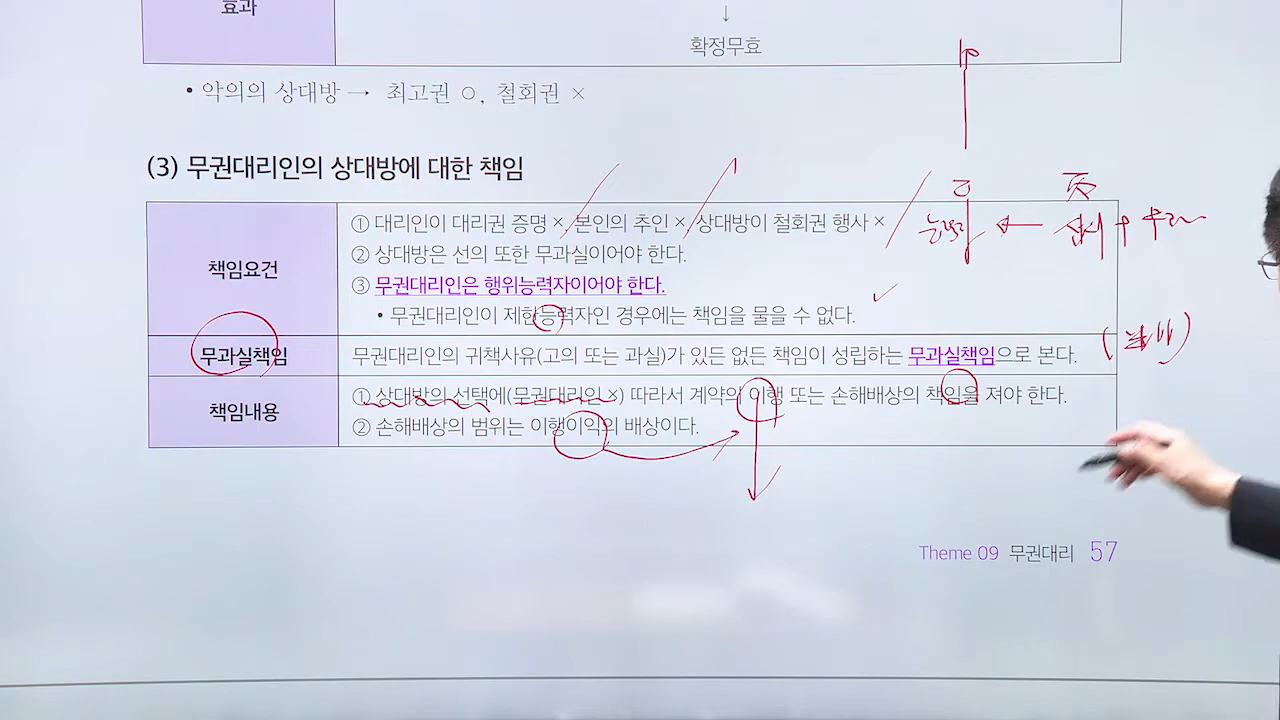 효과
↓
확정무효
• 악의의 상대방 → 최고권 ○, 철회권 ×
(3) 무권대리인의 상대방에 대한 책임
책임요건
① 대리인이 대리권 증명 ×, 본인의 추인 ×, 상대방이 철회권 행사 ×
② 상대방은 선의 또한 무과실이어야 한다.
③ 무권대리인은 행위능력자이어야 한다.
• 무권대리인이 제한능력자인 경우에는 책임을 물을 수 없다.
무과실책임
무권대리인의 귀책사유(고의 또는 과실)가 있든 없든 책임이 성립하는 무과실책임으로 본다.
책임내용
① 상대방의 선택에(무권대리인 ×) 따라서 계약의 이행 또는 손해배상의 책임을 져야 한다.
② 손해배상의 범위는 이행이익의 배상이다.
Theme 09 무권대리 57